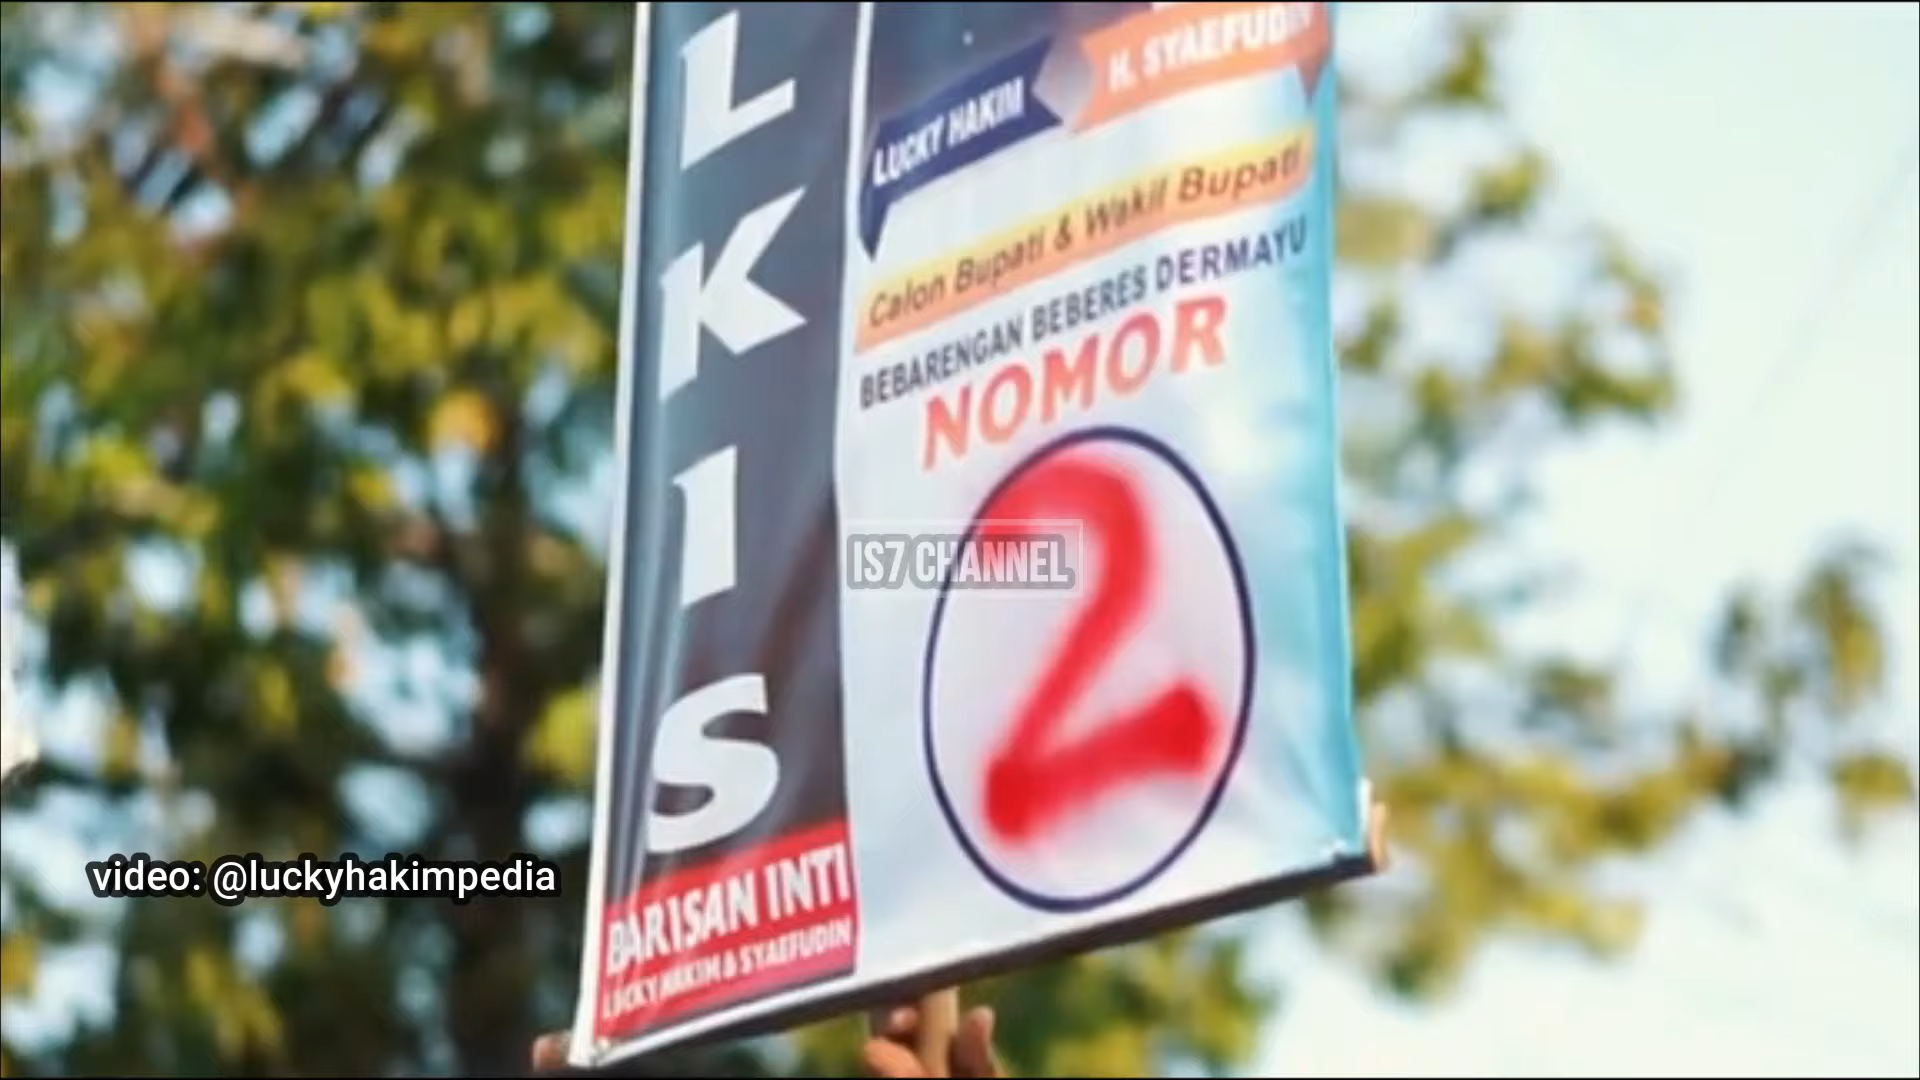 LKIS
BARISAN INTI
LUCKY HAKIM & SYAEFUDIN
LUCKY HAKIM
H. SYAEFUDIN
Calon Bupati & Wakil Bupati
BEBARENGAN BEBERES DERMAYU
NOMOR
2
IS7 CHANNEL
video: @luckyhakimpedia